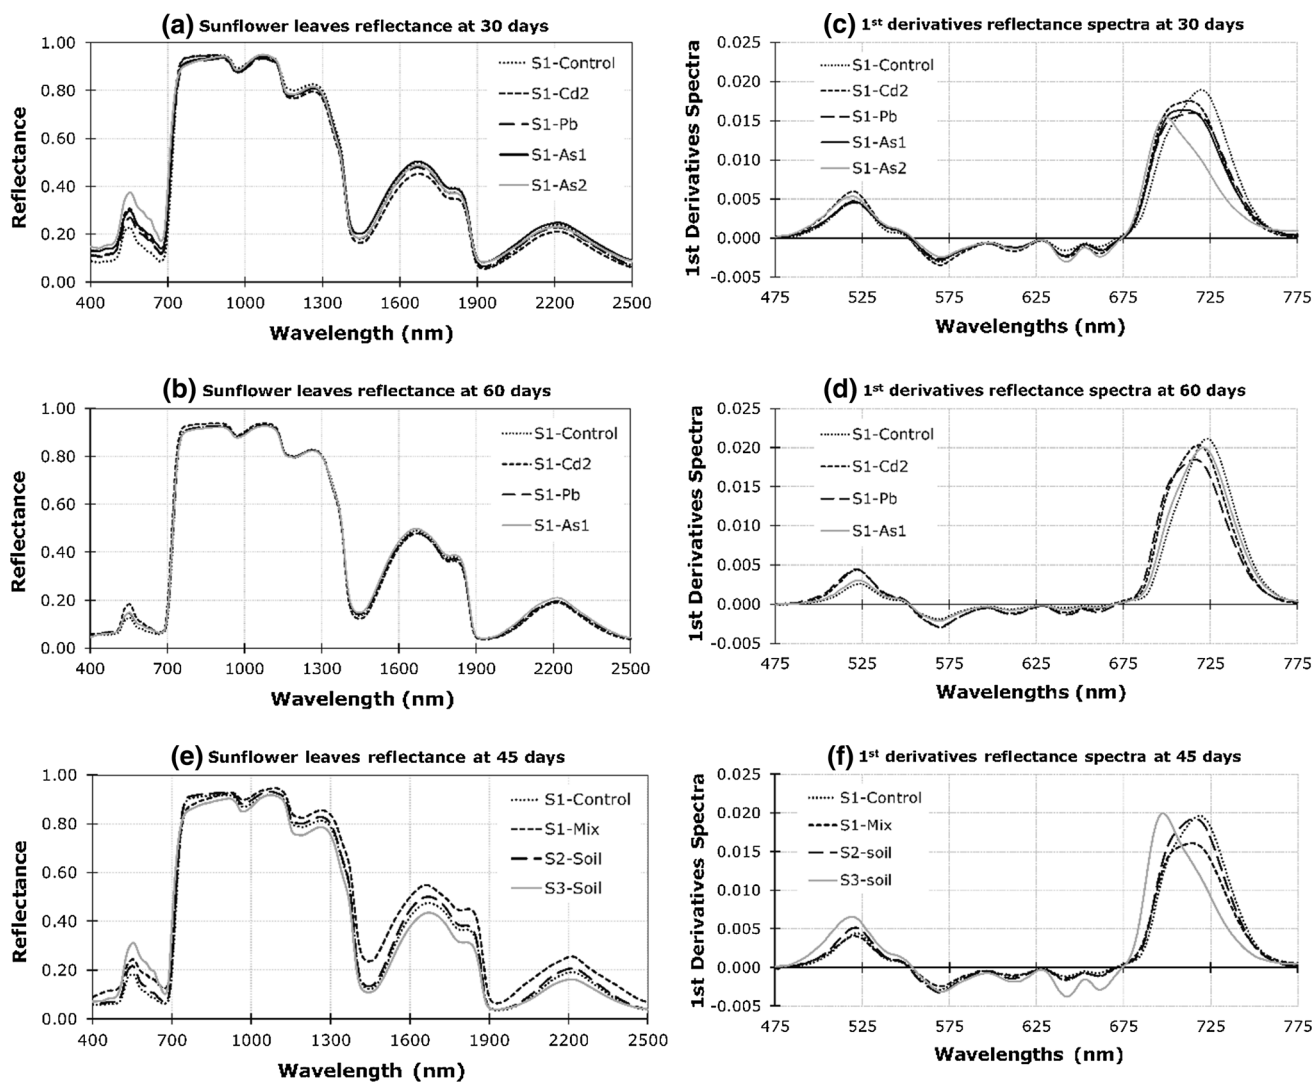 (a) Sunflower leaves reflectance at 30 days
Reflectance
1.00
0.80
0.60
0.40
0.20
0.00
S1-Control
S1-Cd2
S1-Pb
S1-As1
S1-As2
400 700 1000 1300 1600 1900 2200 2500
Wavelength (nm)
(c) 1st derivatives reflectance spectra at 30 days
1st Derivatives Spectra
0.025
0.020
0.015
0.010
0.005
0.000
-0.005
S1-Control
S1-Cd2
S1-Pb
S1-As1
S1-As2
475 525 575 625 675 725 775
Wavelengths (nm)
(b) Sunflower leaves reflectance at 60 days
Reflectance
1.00
0.80
0.60
0.40
0.20
0.00
S1-Control
S1-Cd2
S1-Pb
S1-As1
400 700 1000 1300 1600 1900 2200 2500
Wavelength (nm)
(d) 1st derivatives reflectance spectra at 60 days
1st Derivatives Spectra
0.025
0.020
0.015
0.010
0.005
0.000
-0.005
S1-Control
S1-Cd2
S1-Pb
S1-As1
475 525 575 625 675 725 775
Wavelengths (nm)
(e) Sunflower leaves reflectance at 45 days
Reflectance
1.00
0.80
0.60
0.40
0.20
0.00
S1-Control
S1-Mix
S2-Soil
S3-Soil
400 700 1000 1300 1600 1900 2200 2500
Wavelength (nm)
(f) 1st derivatives reflectance spectra at 45 days
1st Derivatives Spectra
0.025
0.020
0.015
0.010
0.005
0.000
-0.005
S1-Control
S1-Mix
S2-soil
S3-soil
475 525 575 625 675 725 775
Wavelengths (nm)